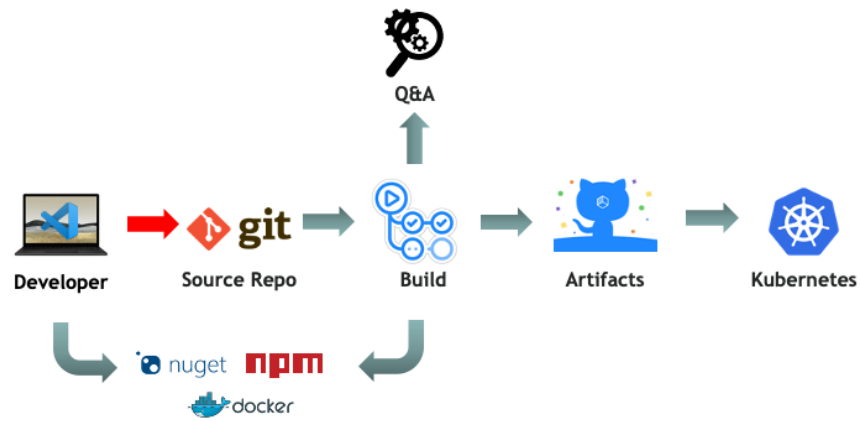 Q&A
git
Developer
Source Repo
Build
Artifacts
Kubernetes
nuget
npm
docker